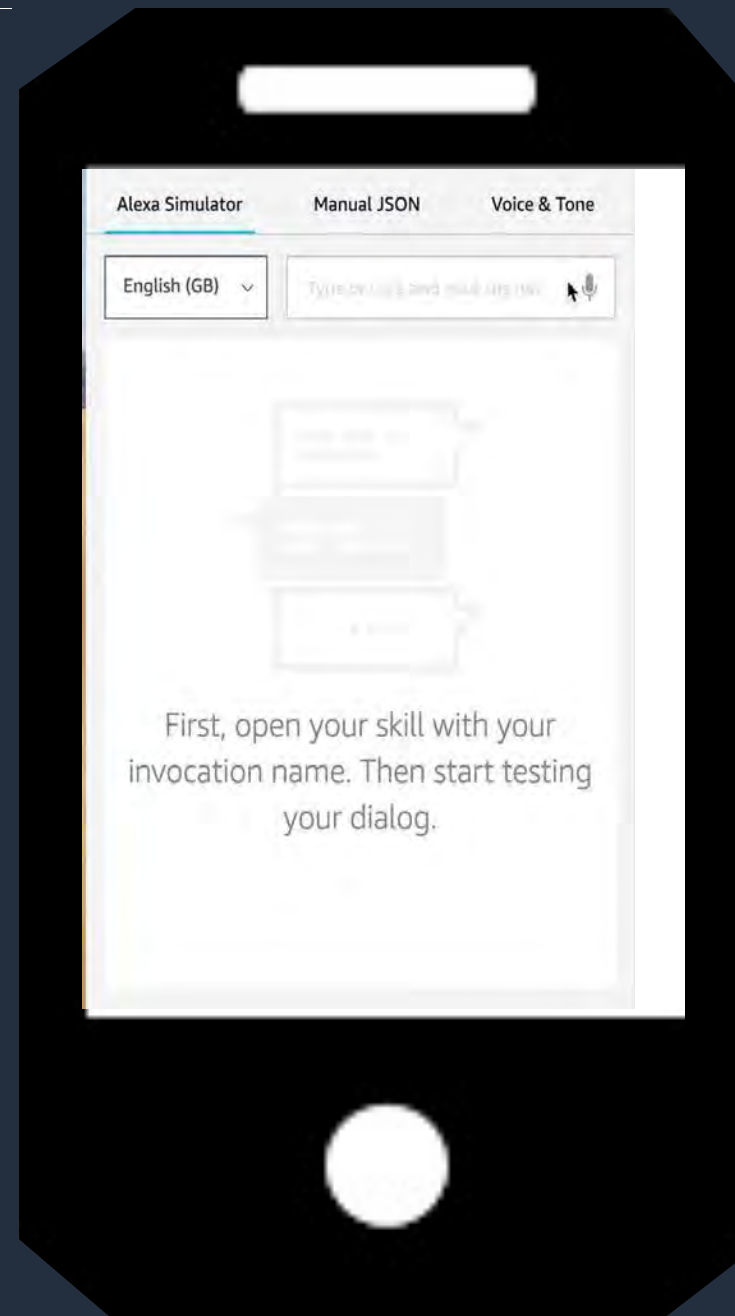 Alexa Simulator Manual JSON Voice & Tone
English (GB)
First, open your skill with your
invocation name. Then start testing
your dialog.